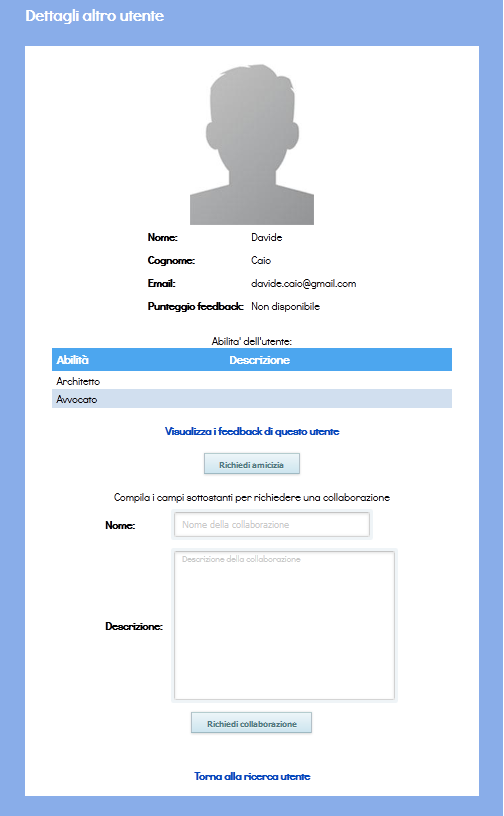 Dettagli altro utente
Nome: Davide
Cognome: Caio
Email: davide.caio@gmail.com
Punteggio feedback: Non disponibile
Abilita' dell'utente:
Abilità Descrizione
Architetto
Avvocato
Visualizza i feedback di questo utente
Richiedi amicizia
Compila i campi sottostanti per richiedere una collaborazione
Nome: Nome della collaborazione
Descrizione della collaborazione
Descrizione:
Richiedi collaborazione
Torna alla ricerca utente